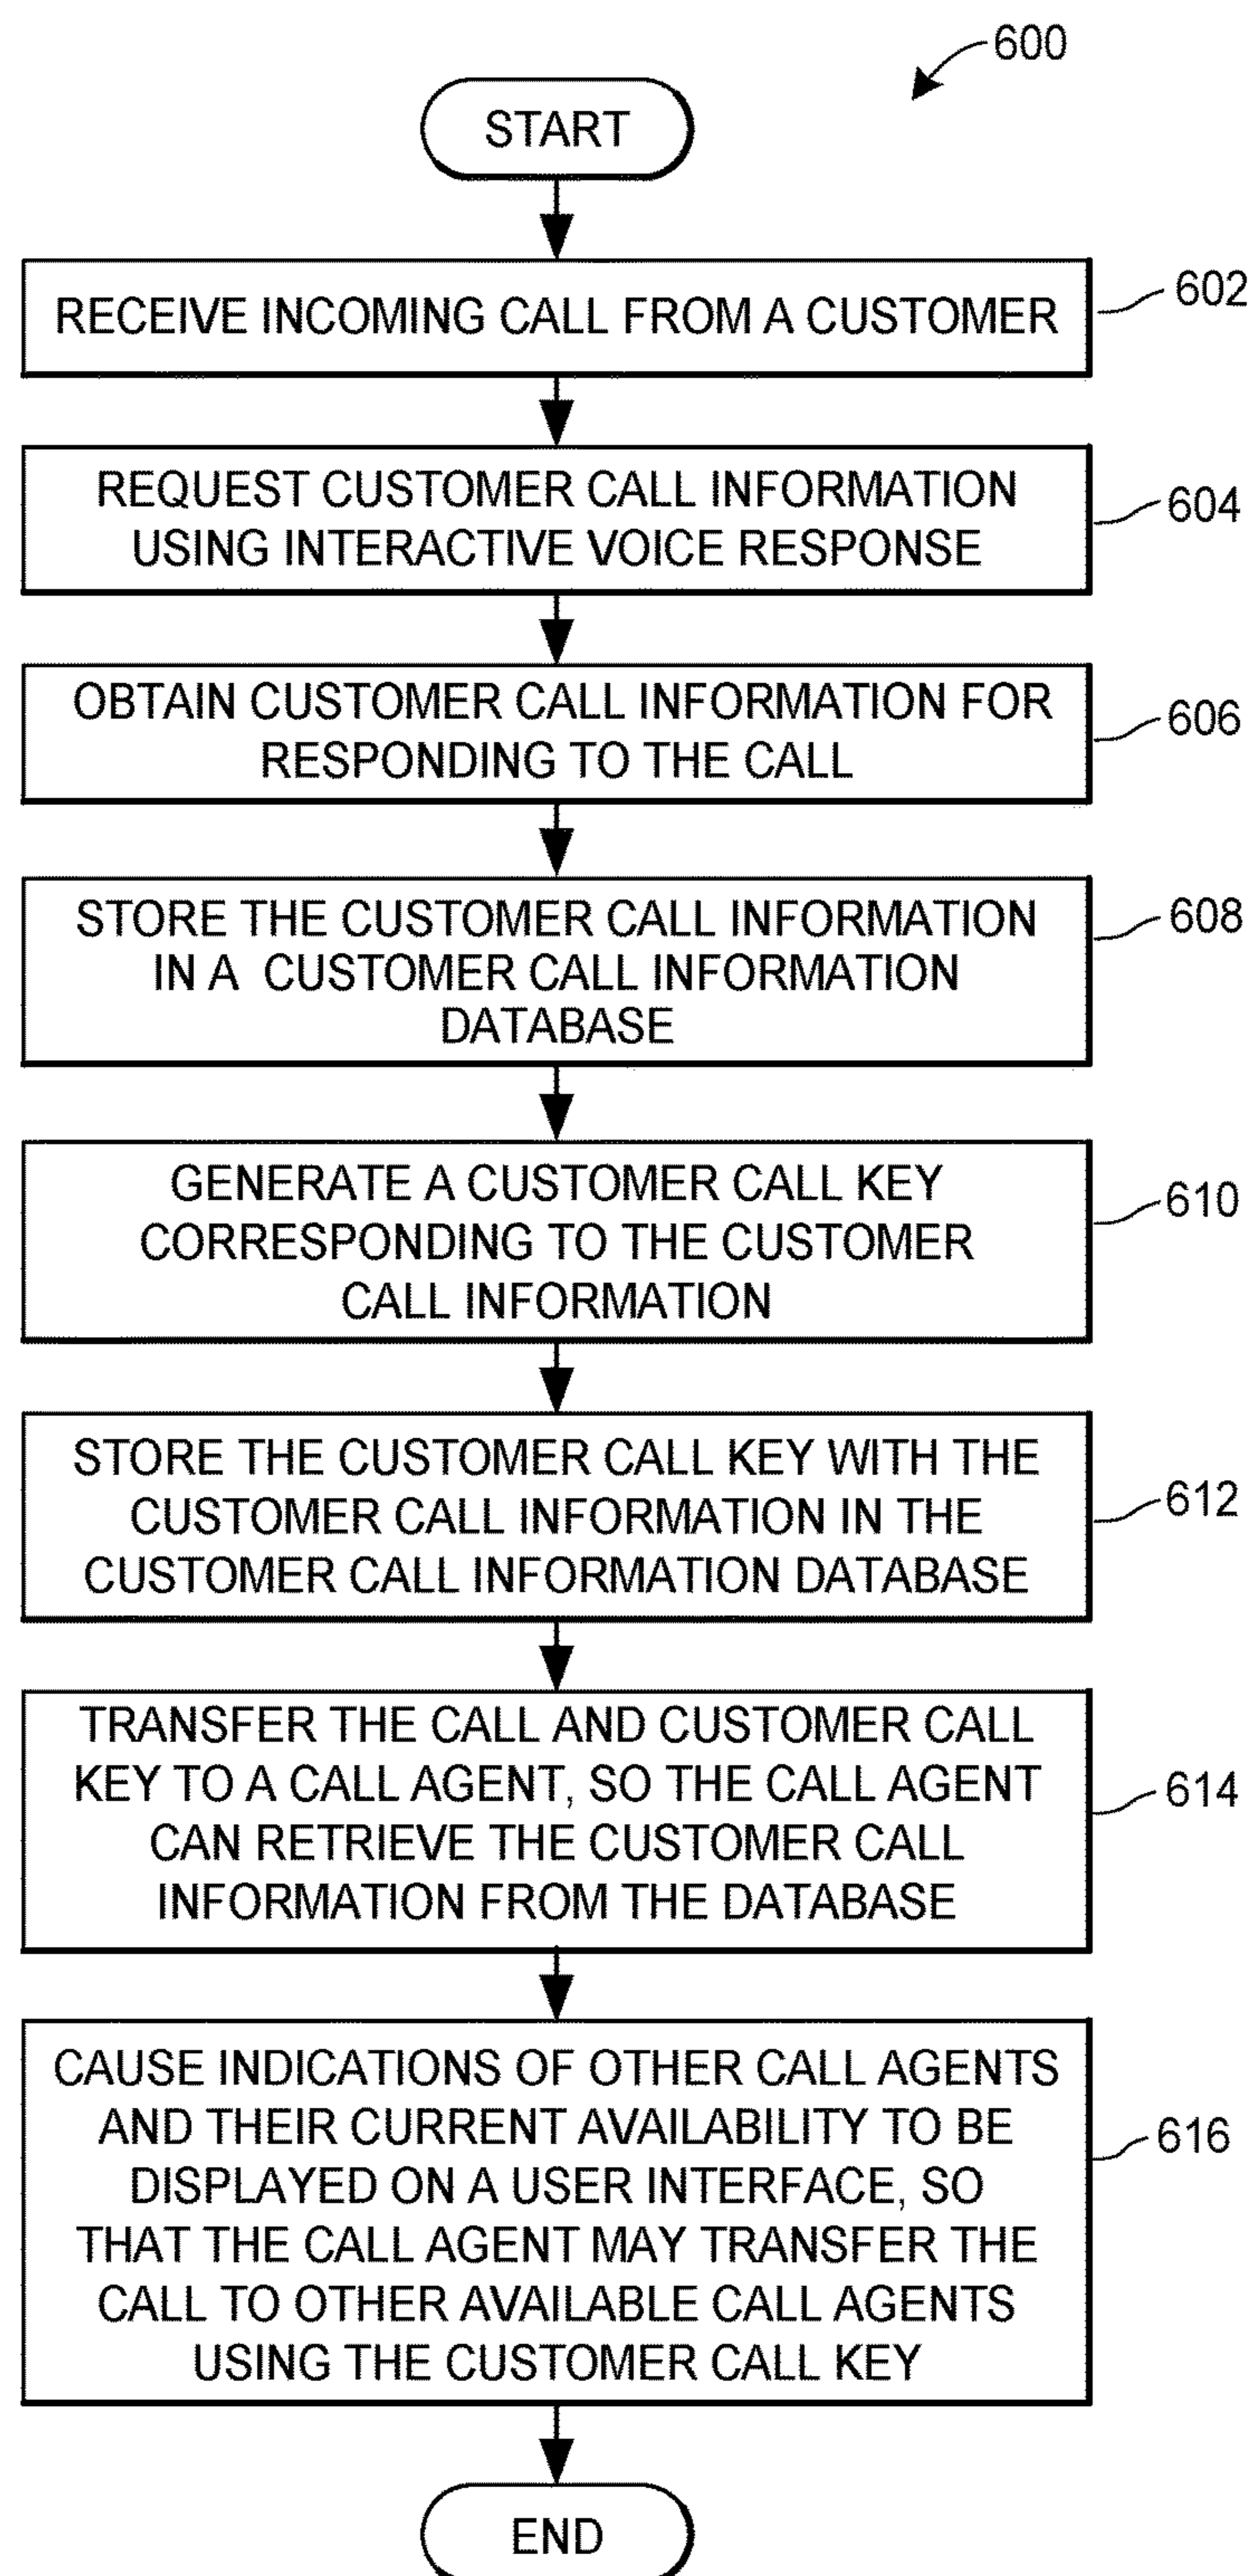 600
START
RECEIVE INCOMING CALL FROM A CUSTOMER
602
REQUEST CUSTOMER CALL INFORMATION
USING INTERACTIVE VOICE RESPONSE
604
OBTAIN CUSTOMER CALL INFORMATION FOR
RESPONDING TO THE CALL
606
STORE THE CUSTOMER CALL INFORMATION
IN A CUSTOMER CALL INFORMATION
DATABASE
608
GENERATE A CUSTOMER CALL KEY
CORRESPONDING TO THE CUSTOMER
CALL INFORMATION
610
STORE THE CUSTOMER CALL KEY WITH THE
CUSTOMER CALL INFORMATION IN THE
CUSTOMER CALL INFORMATION DATABASE
612
TRANSFER THE CALL AND CUSTOMER CALL
KEY TO A CALL AGENT, SO THE CALL AGENT
CAN RETRIEVE THE CUSTOMER CALL
INFORMATION FROM THE DATABASE
614
CAUSE INDICATIONS OF OTHER CALL AGENTS
AND THEIR CURRENT AVAILABILITY TO BE
DISPLAYED ON A USER INTERFACE, SO
THAT THE CALL AGENT MAY TRANSFER THE
CALL TO OTHER AVAILABLE CALL AGENTS
USING THE CUSTOMER CALL KEY
616
END